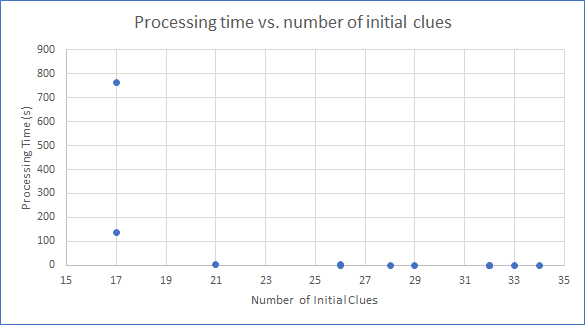 Processing time vs. number of initial clues
900
800
700
600
500
400
300
200
100
0
Processing Time (s)
15 17 19 21 23 25 27 29 31 33 35
Number of Initial Clues